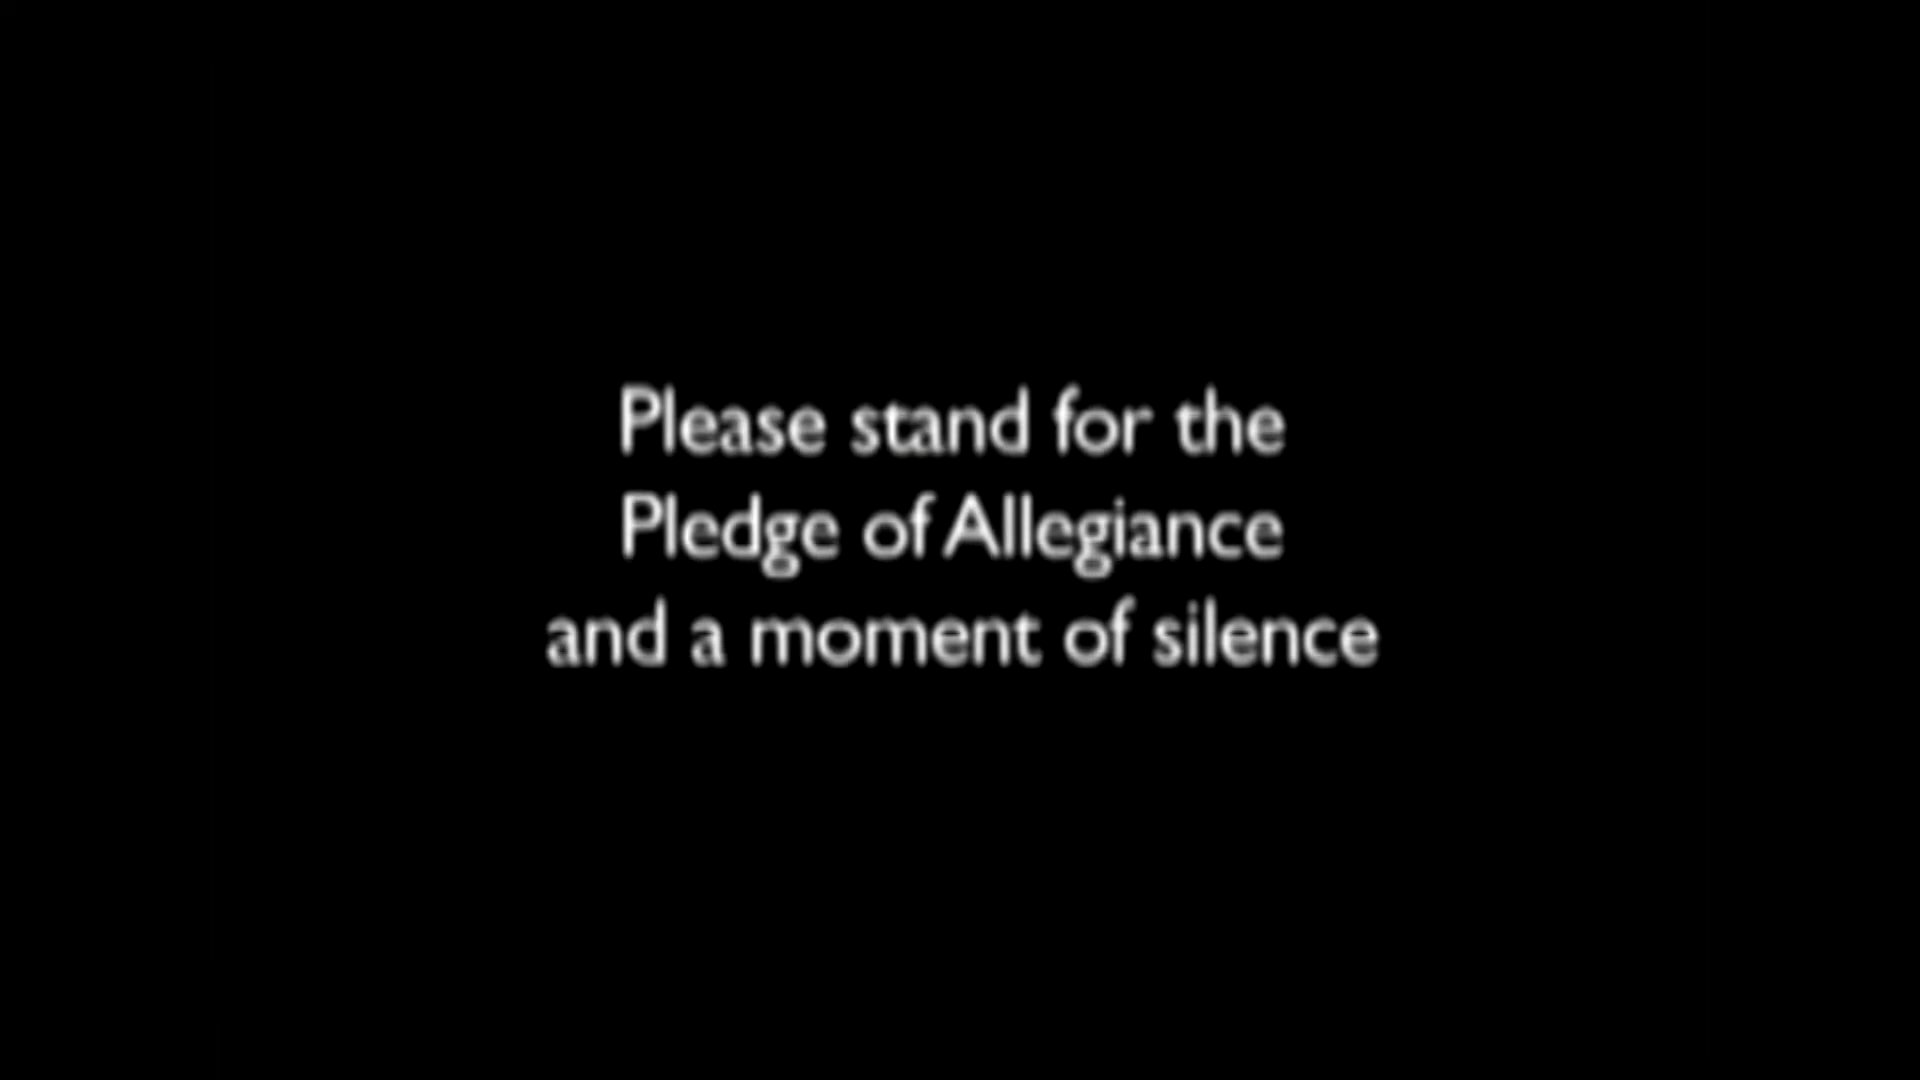 Please stand for the
Pledge of Allegiance
and a moment of silence